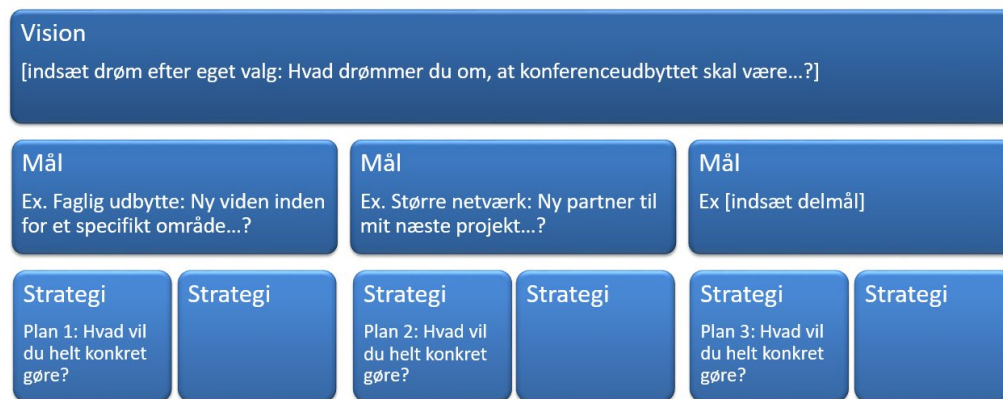 Vision
[indsæt drøm efter eget valg: Hvad drømmer du om, at konferenceudbyttet skal være...?]
Mål
Ex. Faglig udbytte: Ny viden inden
for et specifikt område...?
Mål
Ex. Større netværk: Ny partner til
mit næste projekt...?
Mål
Ex [indsæt delmål]
Strategi
Plan 1: Hvad vil
du helt konkret
gøre?
Strategi
Strategi
Plan 2: Hvad vil
du helt konkret
gøre?
Strategi
Strategi
Plan 3: Hvad vil
du helt konkret
gøre?
Strategi